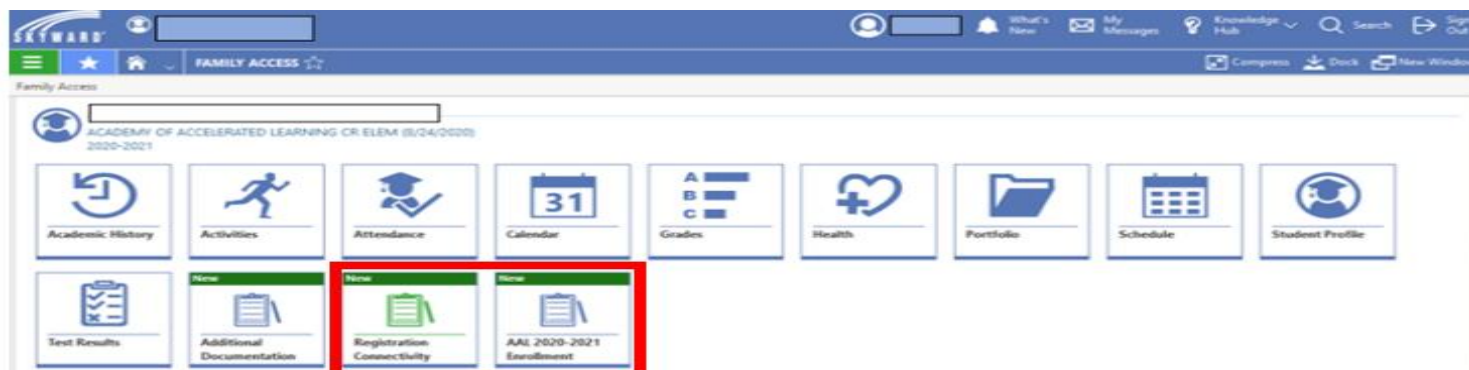 SKYWARD
What's New
My Messages
Knowledge Hub
Search
Sign Out
FAMILY ACCESS
Compress
Dock
New Window
Family Access
ACADEMY OF ACCELERATED LEARNING CR ELEM (8/24/2020)
2020-2021
31
A
B
C
Academic History
Activities
Attendance
Calendar
Grades
Health
Portfolio
Schedule
Student Profile
New
New
New
Test Results
Additional Documentation
Registration Connectivity
AAL 2020-2021 Enrollment